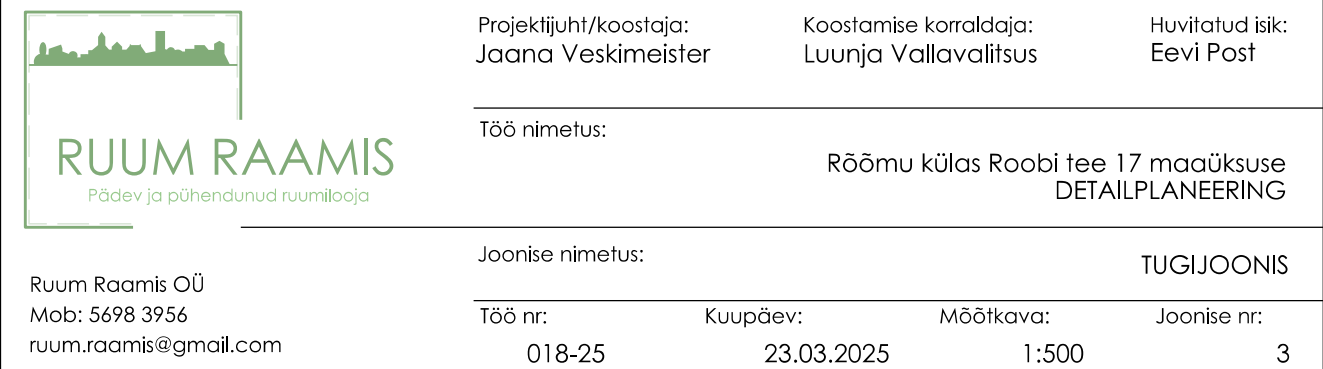 RUUM RAAMIS
Pädev ja pühendunud ruumilooja
Ruum Raamis OÜ
Mob: 5698 3956
ruum.raamis@gmail.com
Projektijuht/koostaja:
Jaana Veskimeister
Koostamise korraldaja:
Luunja Vallavalitsus
Huvitatud isik:
Eevi Post
Töö nimetus:
Rõõmu külas Roobi tee 17 maaüksuse
DETAILPLANEERING
Joonise nimetus:
TUGIJOONIS
Töö nr:
018-25
Kuupäev:
23.03.2025
Mõõtkava:
1:500
Joonise nr:
3